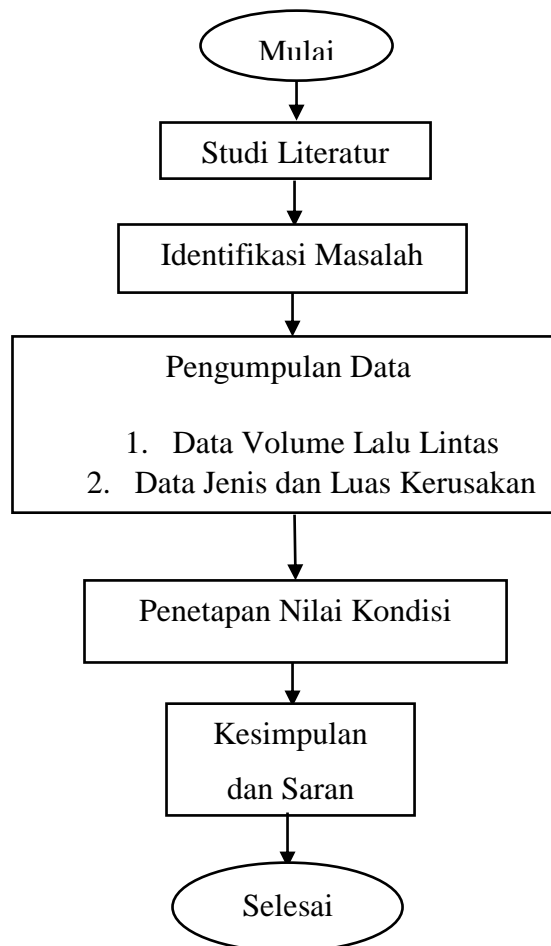 Mulai
Studi Literatur
Identifikasi Masalah
Pengumpulan Data
1. Data Volume Lalu Lintas
2. Data Jenis dan Luas Kerusakan
Penetapan Nilai Kondisi
Kesimpulan
dan Saran
Selesai